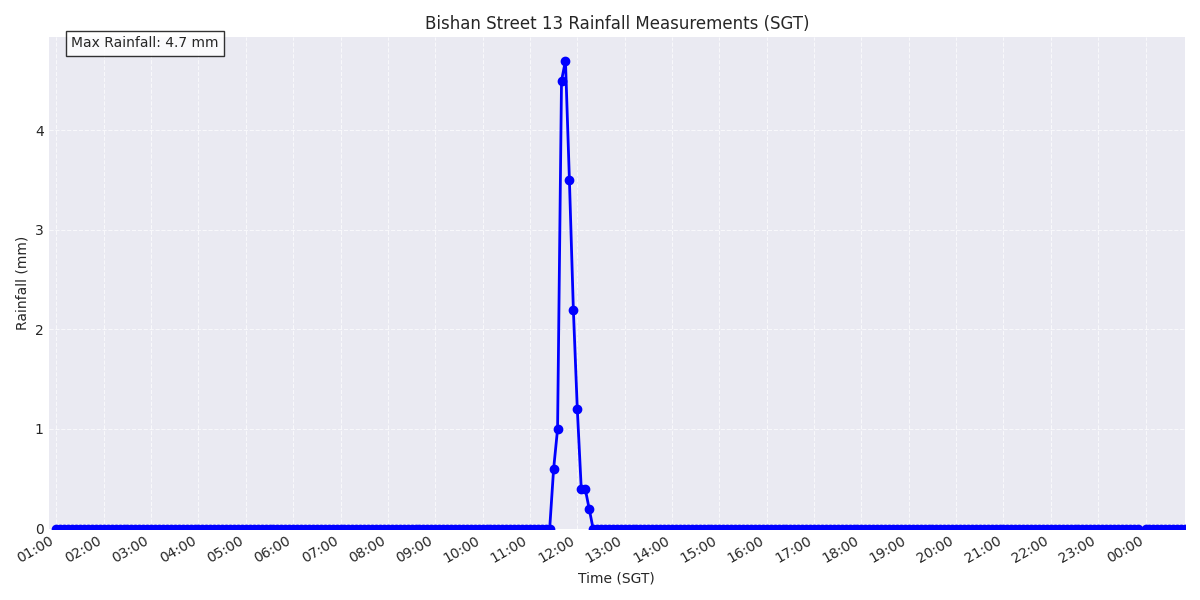 Bishan Street 13 Rainfall Measurements (SGT)
Max Rainfall: 4.7 mm
Rainfall (mm)
4
3
2
1
0
01:00 02:00 03:00 04:00 05:00 06:00 07:00 08:00 09:00 10:00 11:00 12:00 13:00 14:00 15:00 16:00 17:00 18:00 19:00 20:00 21:00 22:00 23:00 00:00
Time (SGT)